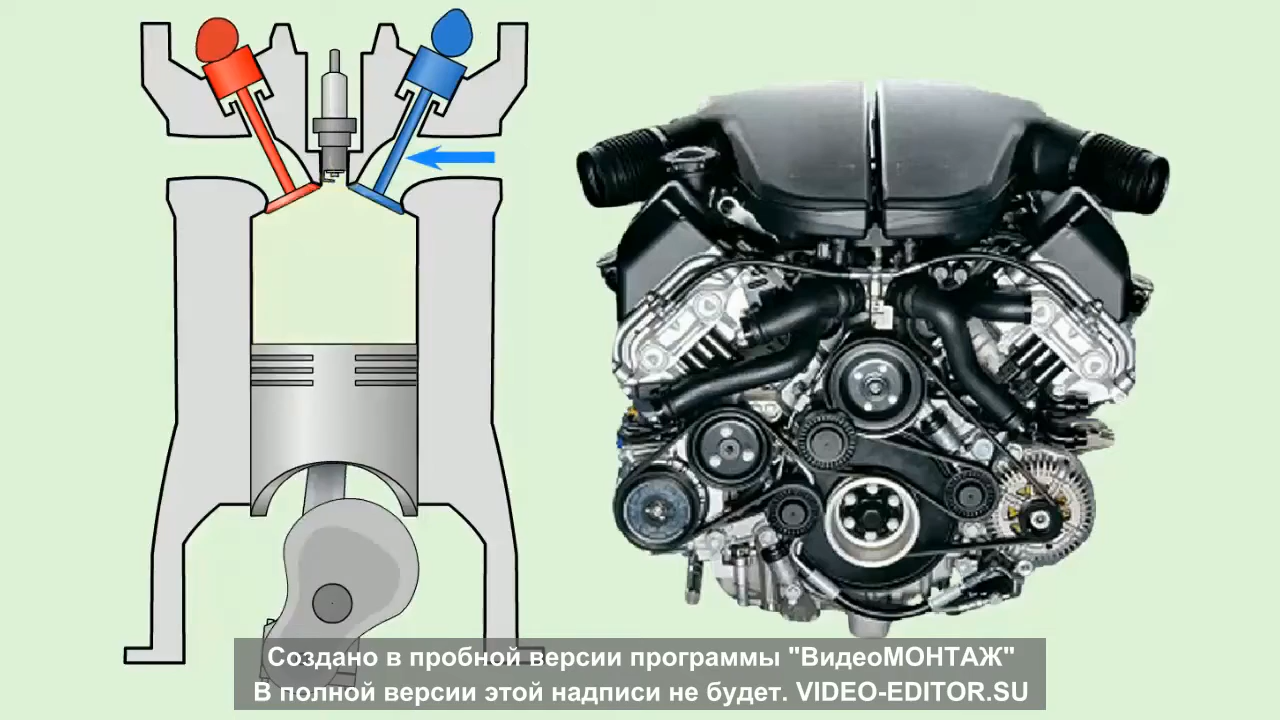 Создано в пробной версии программы "ВидеоМОНТАЖ"
В полной версии этой надписи не будет. VIDEO-EDITOR.SU